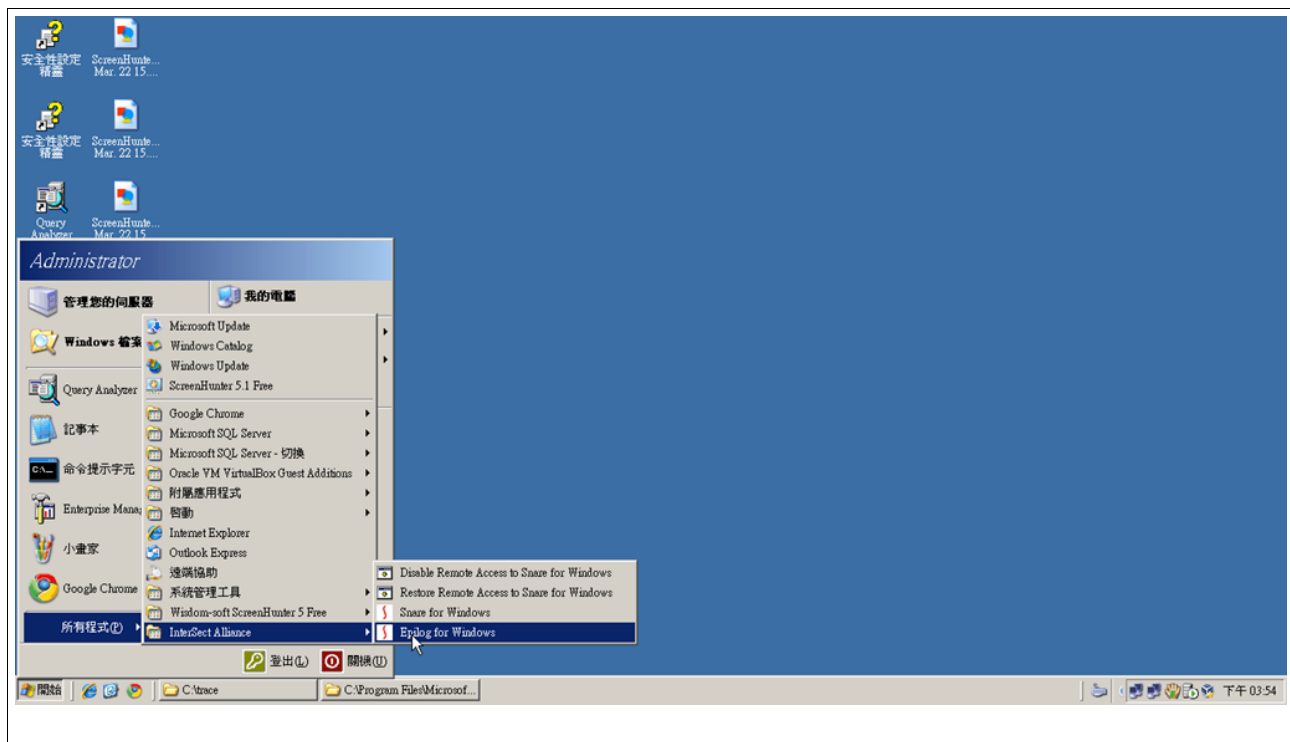 安全性設定
精靈
ScreenHunte...
Mar. 22 15....
安全性設定
精靈
ScreenHunte...
Mar. 22 15....
Query
Analyzer
ScreenHunte...
Mar. 22 15
Administrator
管理您的伺服器
我的電腦
Windows 檔案
Query Analyzer
記事本
命令提示字元
Enterprise Mana
小畫家
Google Chrome
所有程式(P)
Microsoft Update
Windows Catalog
Windows Update
ScreenHunter 5.1 Free
Google Chrome
Microsoft SQL Server
Microsoft SQL Server - 切換
Oracle VM VirtualBox Guest Additions
附屬應用程式
啟動
Internet Explorer
Outlook Express
遠端協助
系統管理工具
Wisdom-soft ScreenHunter 5 Free
InterSect Alliance
Disable Remote Access to Snare for Windows
Restore Remote Access to Snare for Windows
Snare for Windows
Epilog for Windows
登出(L)
關機(U)
開始
C:\trace
C:\Program Files\Microsof...
下午 03:54